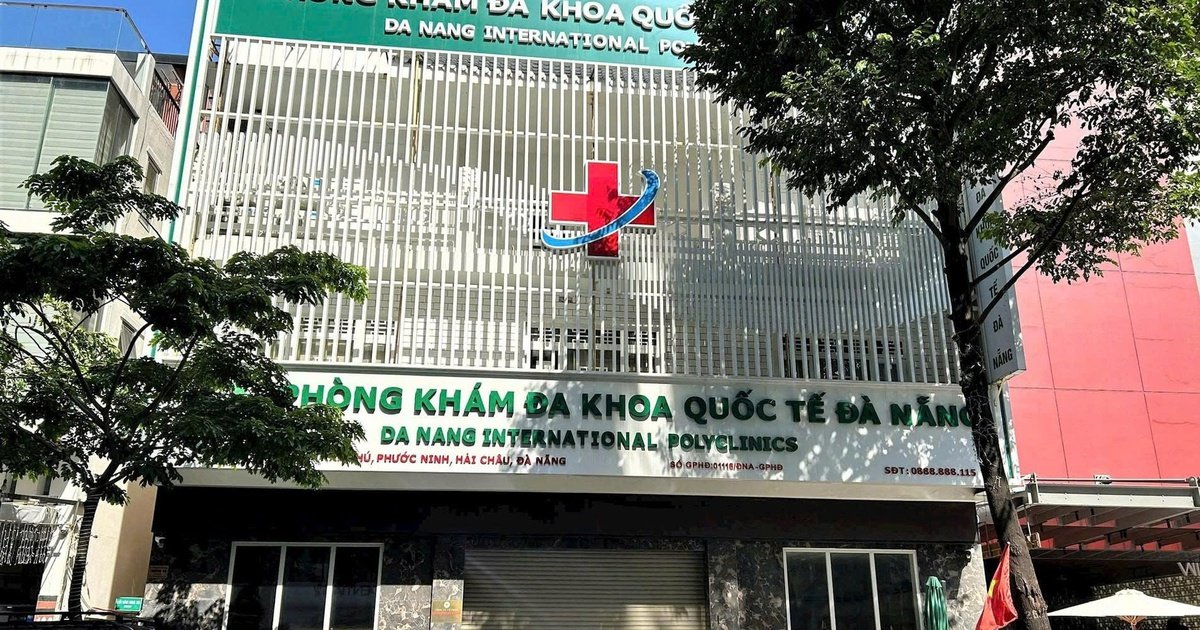 PHÒNG KHÁM ĐA KHOA QUỐC
DA NANG INTERNATIONAL
PHÒNG KHÁM ĐA KHOA QUỐC TẾ ĐÀ NẴNG
DA NANG INTERNATIONAL POLYCLINICS
PHÚ, PHƯỚC NINH, HẢI CHÂU, ĐÀ NẴNG
SỐ GPHĐ:01118/ĐNA-GPHĐ
SĐT: 0888.888.115
QUỐC
TẾ
ĐÀ
NẴNG